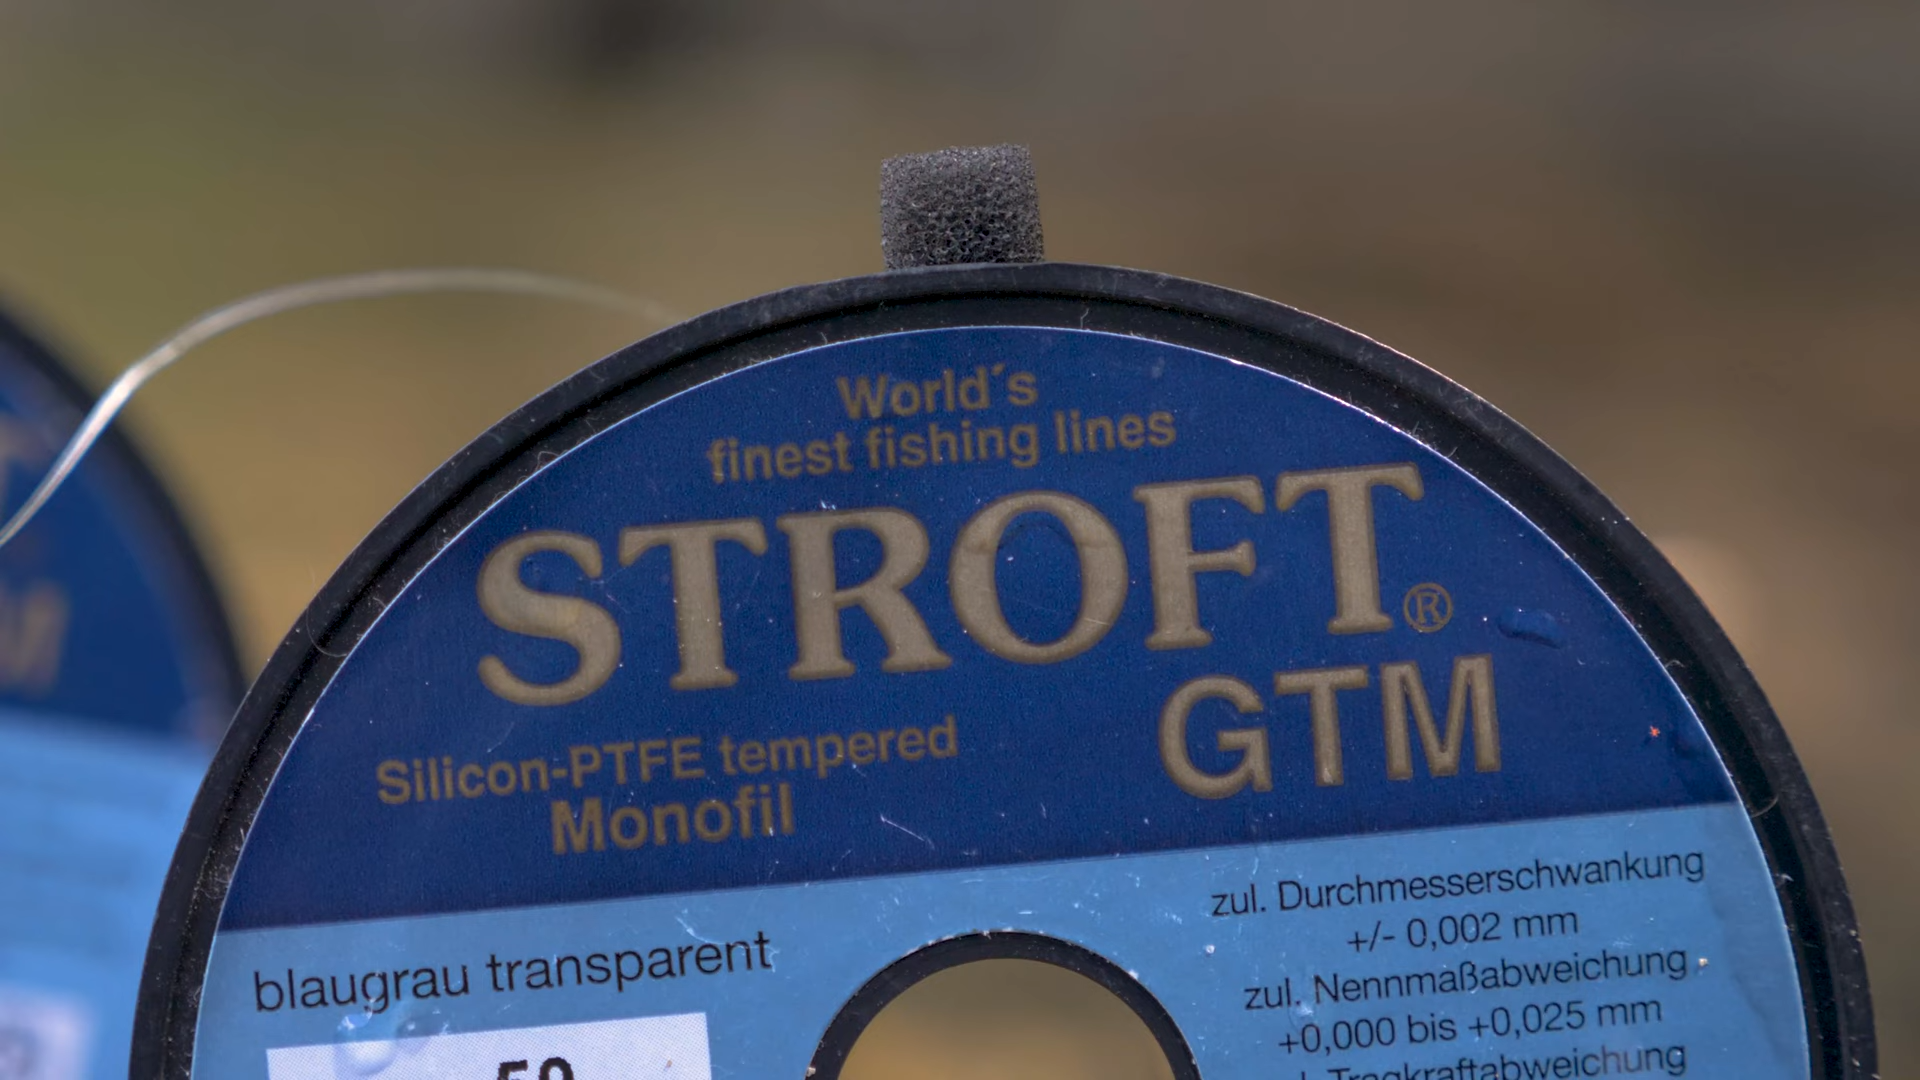 World´s
finest fishing lines
STROFT®
GTM
Silicon-PTFE tempered
Monofil
blaugrau transparent
50
zul. Durchmesserschwankung
+/- 0,002 mm
zul. Nennmaßabweichung
+0,000 bis +0,025 mm
Tragkraftabweichung